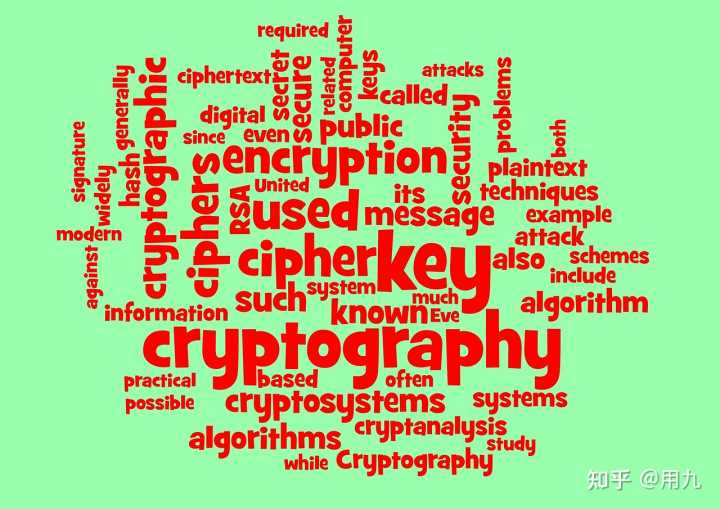 required
computer
ciphertext
secret
secure
related
keys
attacks
called
generally
cryptographic
digital
since
even
public
security
problems
both
signature
widely
hash
ciphers
encryption
plaintext
techniques
RSA
United
used
its
message
example
modern
against
cipher
key
also
attack
schemes
include
such
system
much
information
known
Eve
algorithm
cryptography
practical
based
often
possible
cryptosystems
systems
algorithms
cryptanalysis
study
while
Cryptography
知乎 @用九